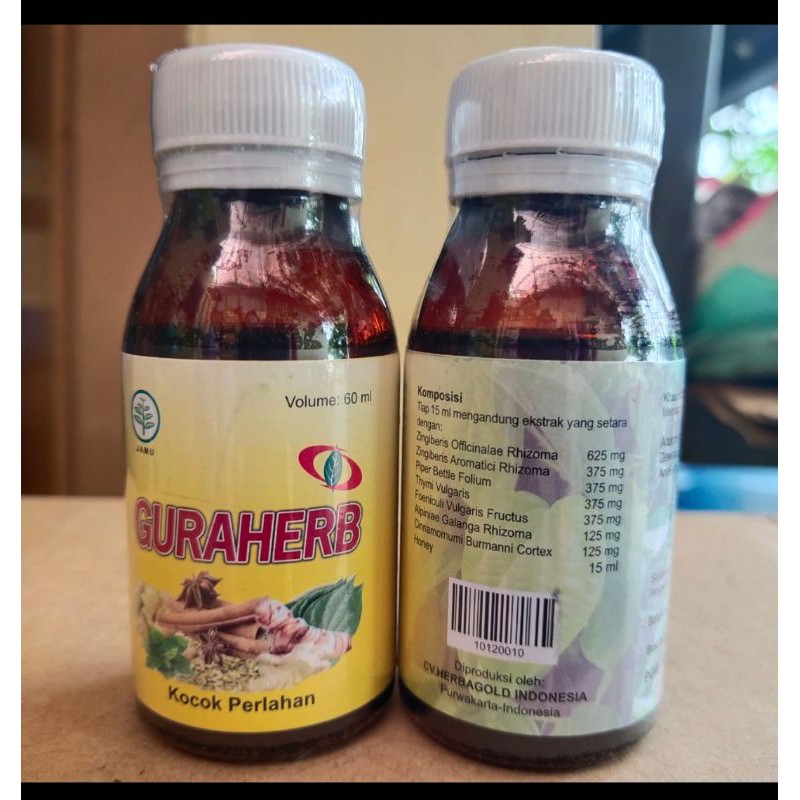 Volume: 60 ml
JAMU
GURAHERB
Kocok Perlahan
Komposisi
Tiap 15 ml mengandung ekstrak yang setara
dengan:
Zingiberis Officinalae Rhizoma 625 mg
Zingiberis Aromatici Rhizoma 375 mg
Piper Bettle Folium 375 mg
Thymi Vulgaris 375 mg
Foeniculi Vulgaris Fructus 375 mg
Alpiniae Galanga Rhizoma 125 mg
Cinnamomumi Burmanni Cortex 125 mg
Honey 15 ml
10120010
Diproduksi oleh:
CV.HERBAGOLD INDONESIA
Purwakarta-Indonesia